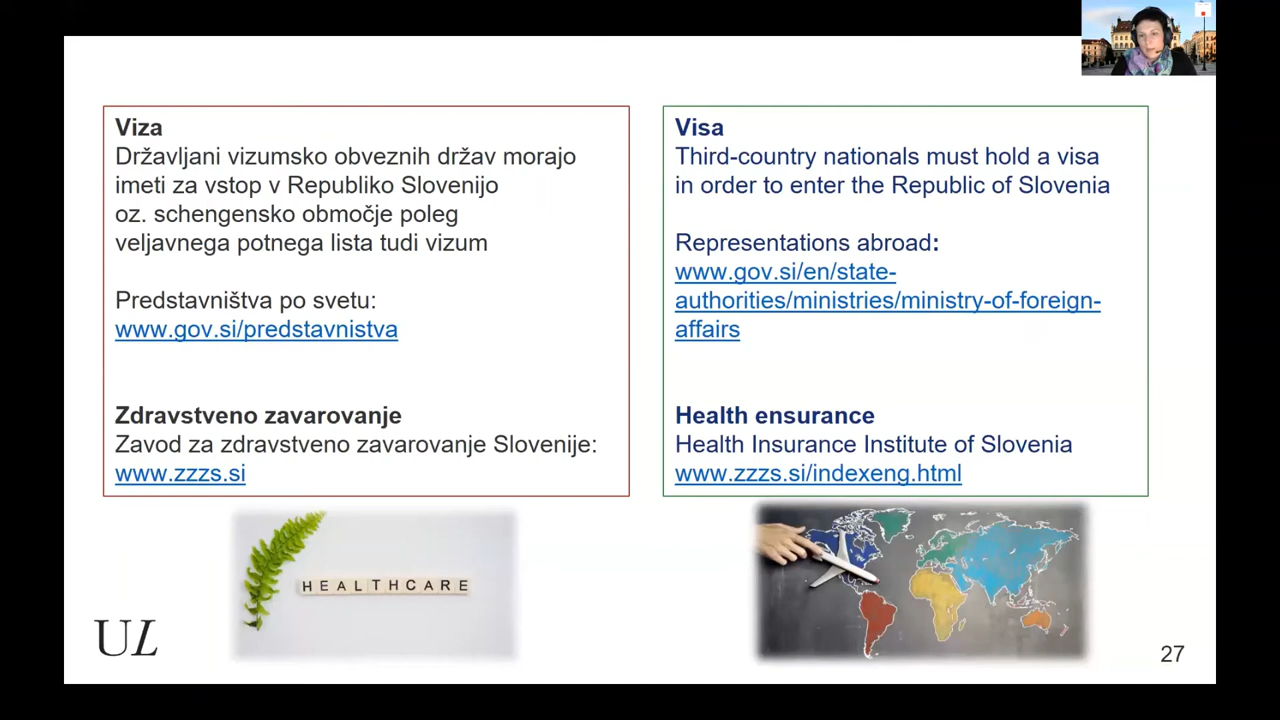 Viza
Državljani vizumsko obveznih držav morajo
imeti za vstop v Republiko Slovenijo
oz. schengensko območje poleg
veljavnega potnega lista tudi vizum
Predstavništva po svetu:
www.gov.si/predstavnistva
Zdravstveno zavarovanje
Zavod za zdravstveno zavarovanje Slovenije:
www.zzzs.si
Visa
Third-country nationals must hold a visa
in order to enter the Republic of Slovenia
Representations abroad:
www.gov.si/en/state-
authorities/ministries/ministry-of-foreign-
affairs
Health ensurance
Health Insurance Institute of Slovenia
www.zzzs.si/indexeng.html
HEALTHCARE
UL
27